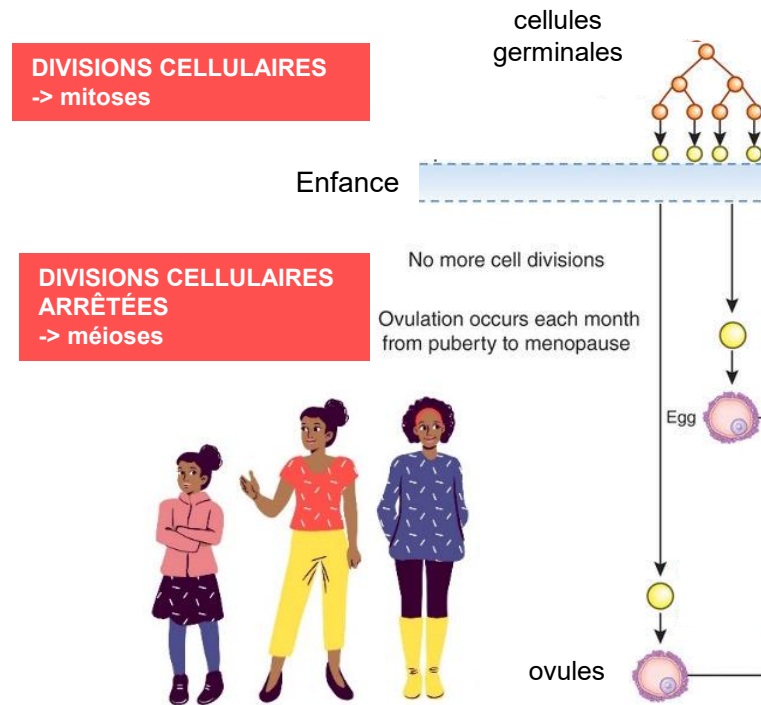 cellules
germinales
DIVISIONS CELLULAIRES
-> mitoses
Enfance
DIVISIONS CELLULAIRES
ARRÊTÉES
-> méioses
No more cell divisions
Ovulation occurs each month
from puberty to menopause
Egg
ovules